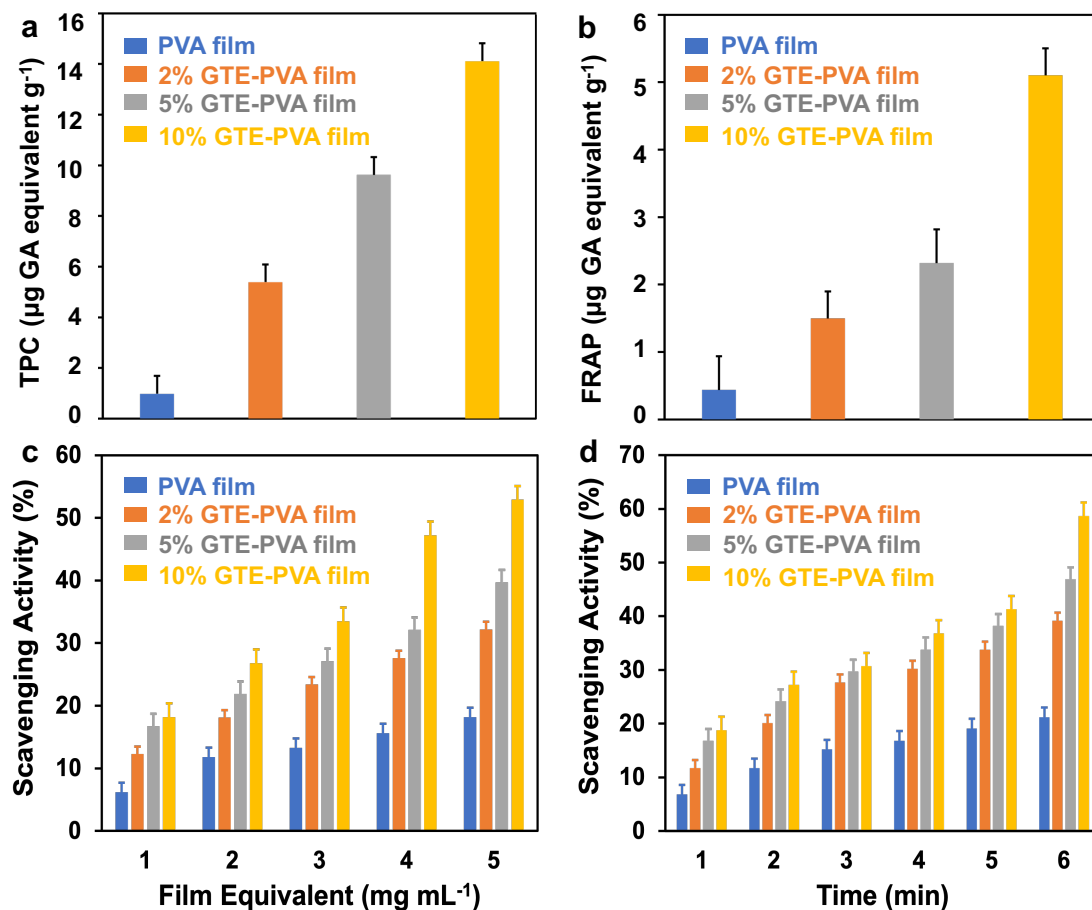 a
PVA film
2% GTE-PVA film
5% GTE-PVA film
10% GTE-PVA film
TPC (µg GA equivalent g⁻¹)
16
14
12
10
8
6
4
2
0
b
PVA film
2% GTE-PVA film
5% GTE-PVA film
10% GTE-PVA film
FRAP (µg GA equivalent g⁻¹)
6
5
4
3
2
1
0
c
PVA film
2% GTE-PVA film
5% GTE-PVA film
10% GTE-PVA film
Scavenging Activity (%)
60
50
40
30
20
10
0
1 2 3 4 5
Film Equivalent (mg mL⁻¹)
d
PVA film
2% GTE-PVA film
5% GTE-PVA film
10% GTE-PVA film
Scavenging Activity (%)
70
60
50
40
30
20
10
0
1 2 3 4 5 6
Time (min)